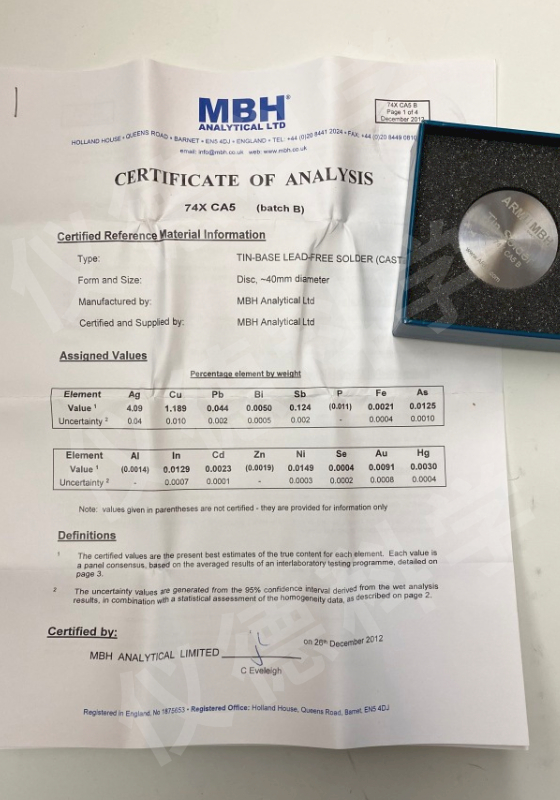 MBH®
ANALYTICAL LTD
74X CA5 B
Page 1 of 4
December 2012
HOLLAND HOUSE • QUEENS ROAD • BARNET • EN5 4DJ • ENGLAND • TEL: +44 (0)20 8441 2024 • FAX: +44 (0)20 8449 0810
email: info@mbh.co.uk web: www.mbh.co.uk
CERTIFICATE OF ANALYSIS
74X CA5 (batch B)
Certified Reference Material Information
Type: TIN-BASE LEAD-FREE SOLDER (CAST
Form and Size: Disc, ~40mm diameter
Manufactured by: MBH Analytical Ltd
Certified and Supplied by: MBH Analytical Ltd
Assigned Values
Percentage element by weight
Element Ag Cu Pb Bi Sb P Fe As
Value 1 4.09 1.189 0.044 0.0050 0.124 (0.011) 0.0021 0.0125
Uncertainty 2 0.04 0.010 0.002 0.0005 0.002 - 0.0004 0.0010
Element Al In Cd Zn Ni Se Au Hg
Value 1 (0.0014) 0.0129 0.0023 (0.0019) 0.0149 0.0004 0.0091 0.0030
Uncertainty 2 - 0.0007 0.0001 - 0.0003 0.0002 0.0008 0.0004
Note: values given in parentheses are not certified - they are provided for information only
Definitions
1 The certified values are the present best estimates of the true content for each element. Each value is
a panel consensus, based on the averaged results of an interlaboratory testing programme, detailed on
page 3.
2 The uncertainty values are generated from the 95% confidence interval derived from the wet analysis
results, in combination with a statistical assessment of the homogeneity data, as described on page 2.
Certified by:
MBH ANALYTICAL LIMITED
on 20th December 2012
C Eveleigh
Registered in England, No 1875653 • Registered Office: Holland House, Queens Road, Barnet, EN5 4DJ
ARMI MBH
Tin-Solder
CA5 B